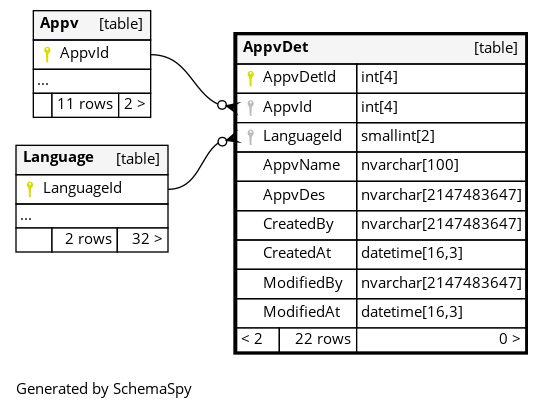 Appv [table]
AppvId
...
11 rows 2 >
Language [table]
LanguageId
...
2 rows 32 >
AppvDet [table]
AppvDetId int[4]
AppvId int[4]
LanguageId smallint[2]
AppvName nvarchar[100]
AppvDes nvarchar[2147483647]
CreatedBy nvarchar[2147483647]
CreatedAt datetime[16,3]
ModifiedBy nvarchar[2147483647]
ModifiedAt datetime[16,3]
< 2 22 rows 0 >
Generated by SchemaSpy